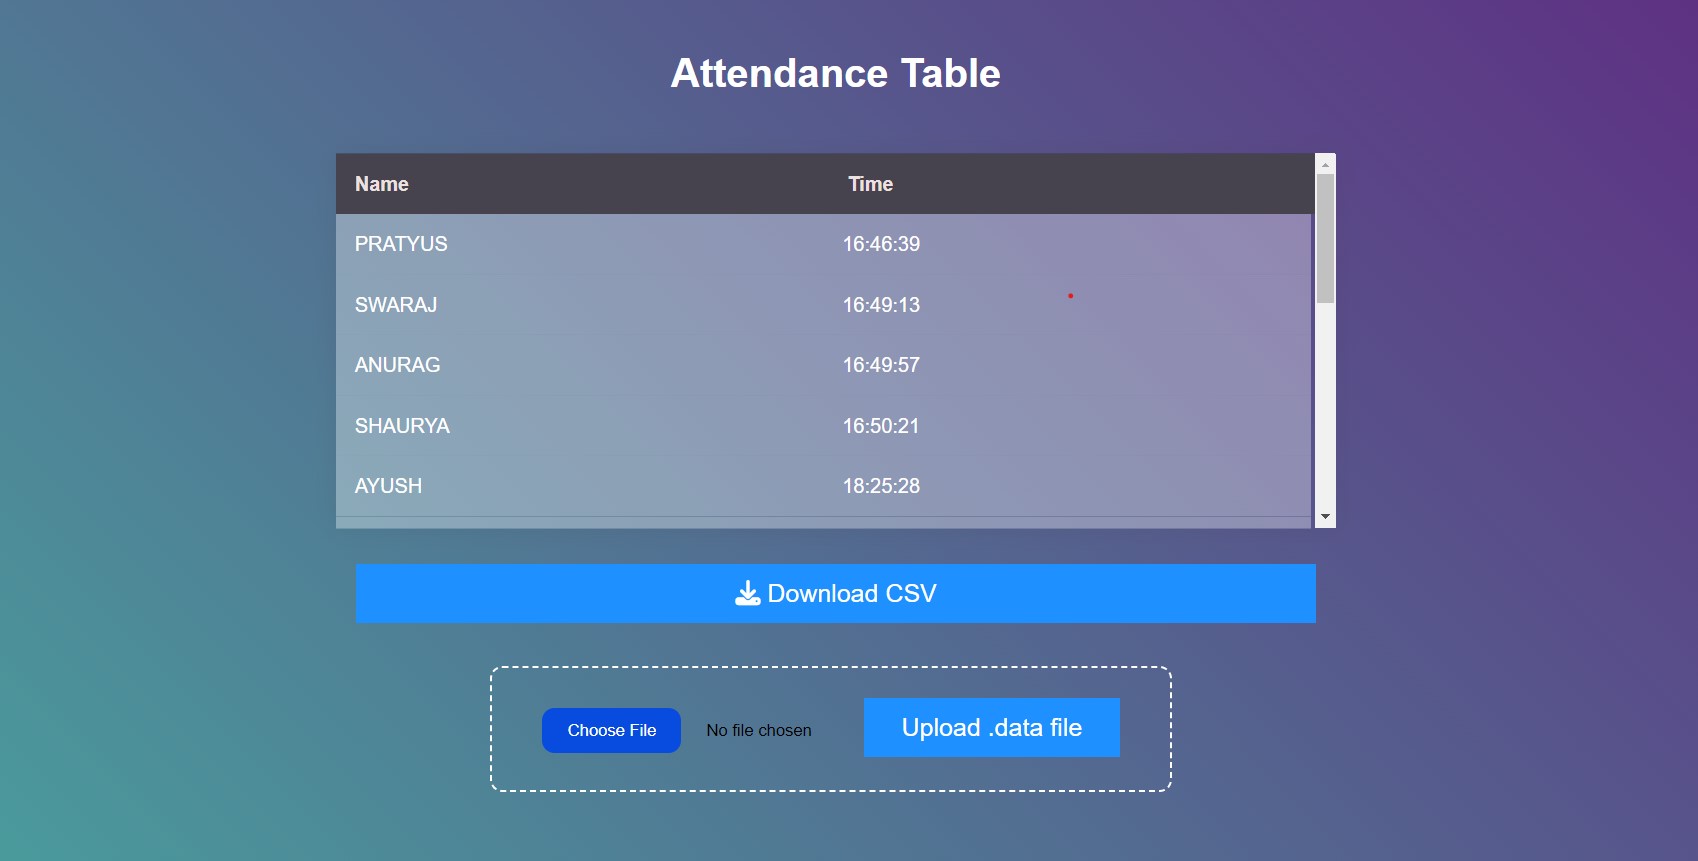 Attendance Table
Name Time
PRATYUS 16:46:39
SWARAJ 16:49:13
ANURAG 16:49:57
SHAURYA 16:50:21
AYUSH 18:25:28
Download CSV
Choose File No file chosen Upload .data file